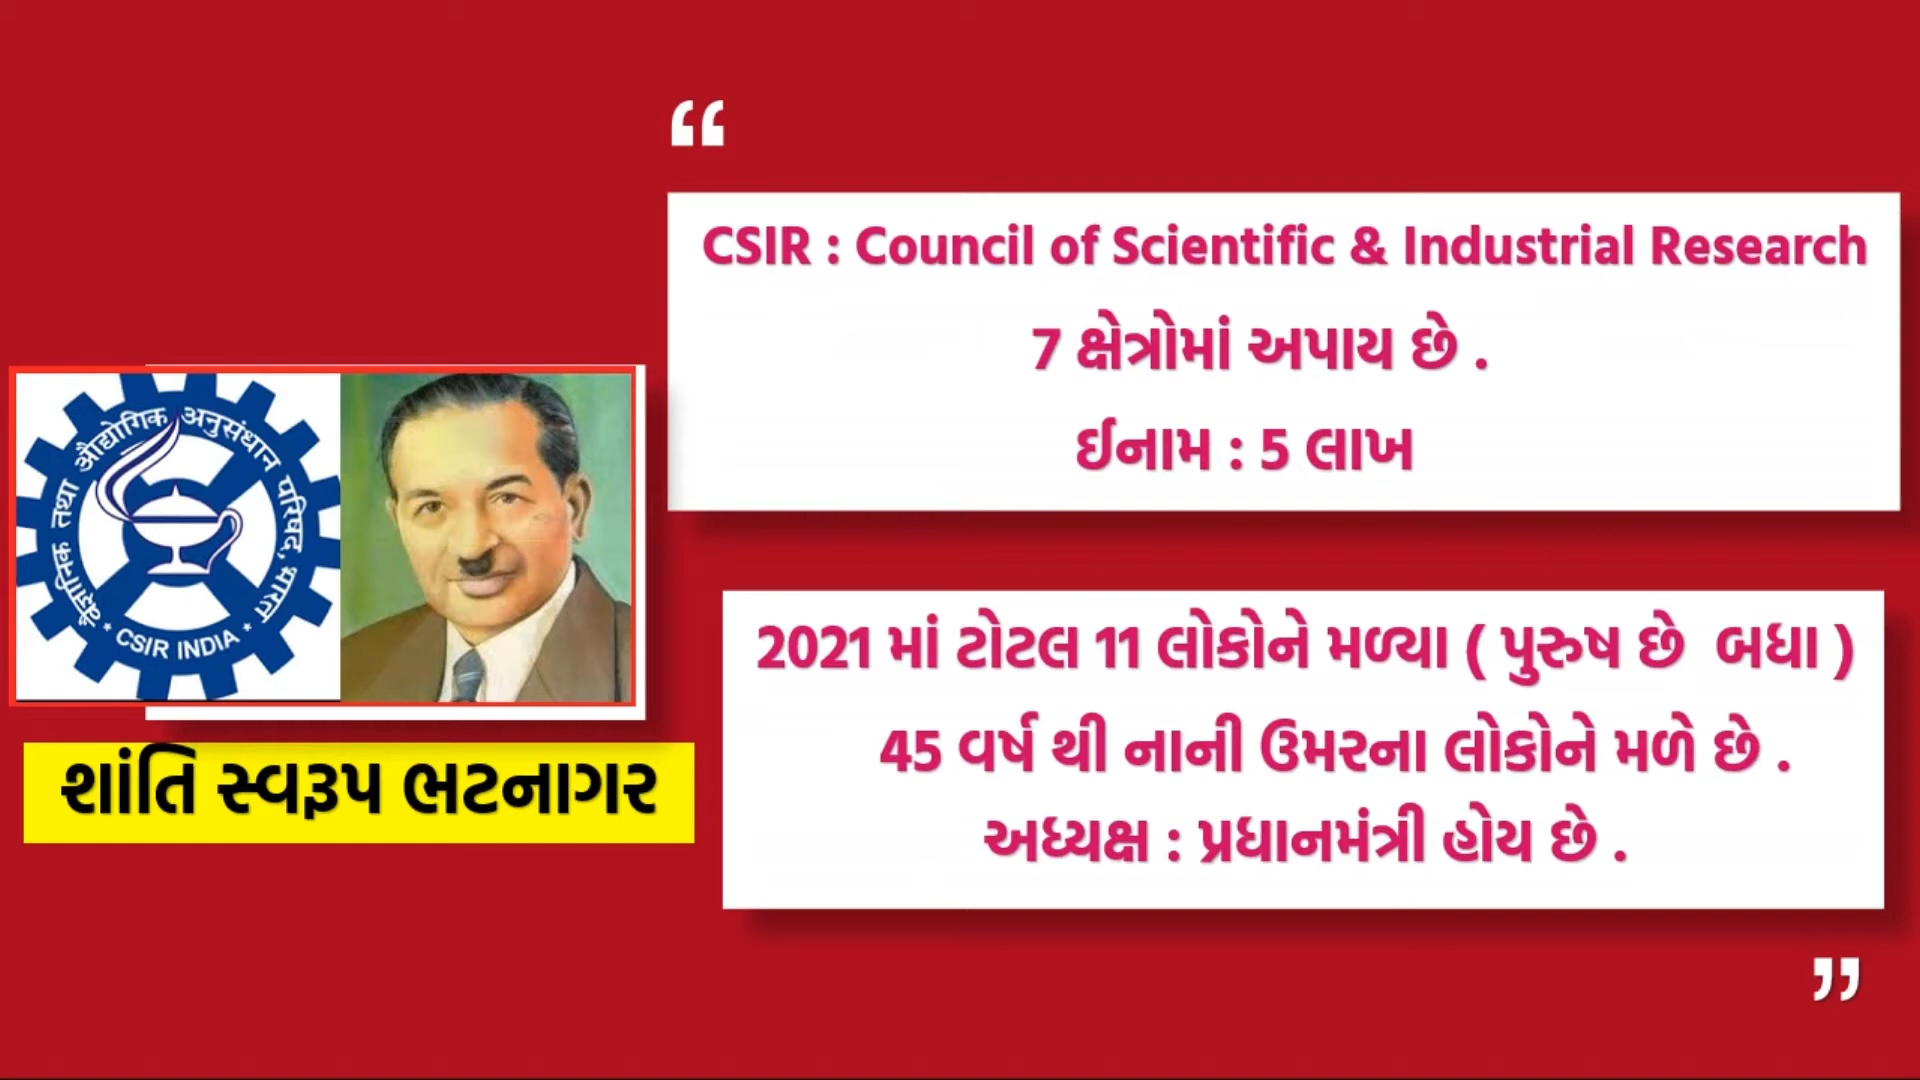 CSIR : Council of Scientific & Industrial Research
7 ક્ષેત્રોમાં અપાય છે .
ઈનામ : 5 લાખ
वैज्ञानिक तथा औद्योगिक अनुसंधान परिषद, भारत
* CSIR INDIA *
શાંતિ સ્વરૂપ ભટનાગર
2021 માં ટોટલ 11 લોકોને મળ્યા ( પુરુષ છે બધા )
45 વર્ષ થી નાની ઉમરના લોકોને મળે છે .
અધ્યક્ષ : પ્રધાનમંત્રી હોય છે .